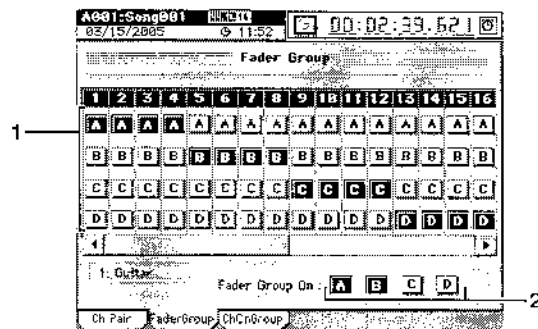 A001:Song001
03/15/2005 11:52
00:02:39.621
Fader Group
1 2 3 4 5 6 7 8 9 10 11 12 13 14 15 16
1
A A A A A A A A A A A A A A A A
B B B B B B B B B B B B B B B B
C C C C C C C C C C C C C C C C
D D D D D D D D D D D D D D D D
1: Guitar
Fader Group On : A B C D
2
Ch Pair FaderGroup ChOnGroup